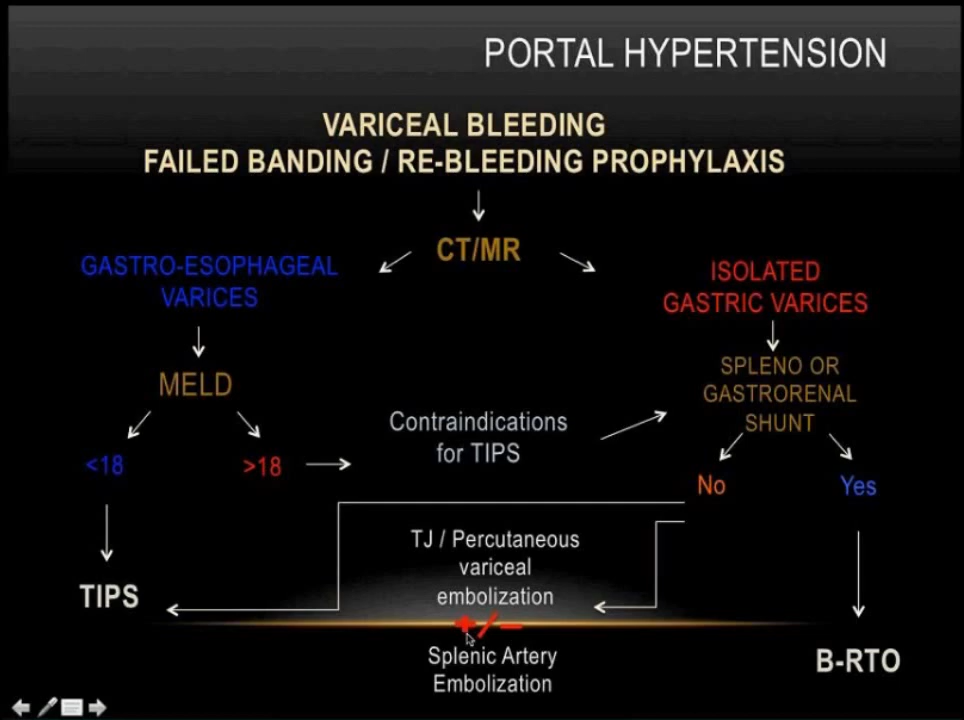 PORTAL HYPERTENSION
VARICEAL BLEEDING
FAILED BANDING / RE-BLEEDING PROPHYLAXIS
CT/MR
GASTRO-ESOPHAGEAL
VARICES
ISOLATED
GASTRIC VARICES
MELD
SPLENO OR
GASTRORENAL
SHUNT
Contraindications
for TIPS
<18
>18
No
Yes
TJ / Percutaneous
variceal
embolization
TIPS
+/−
Splenic Artery
Embolization
B-RTO